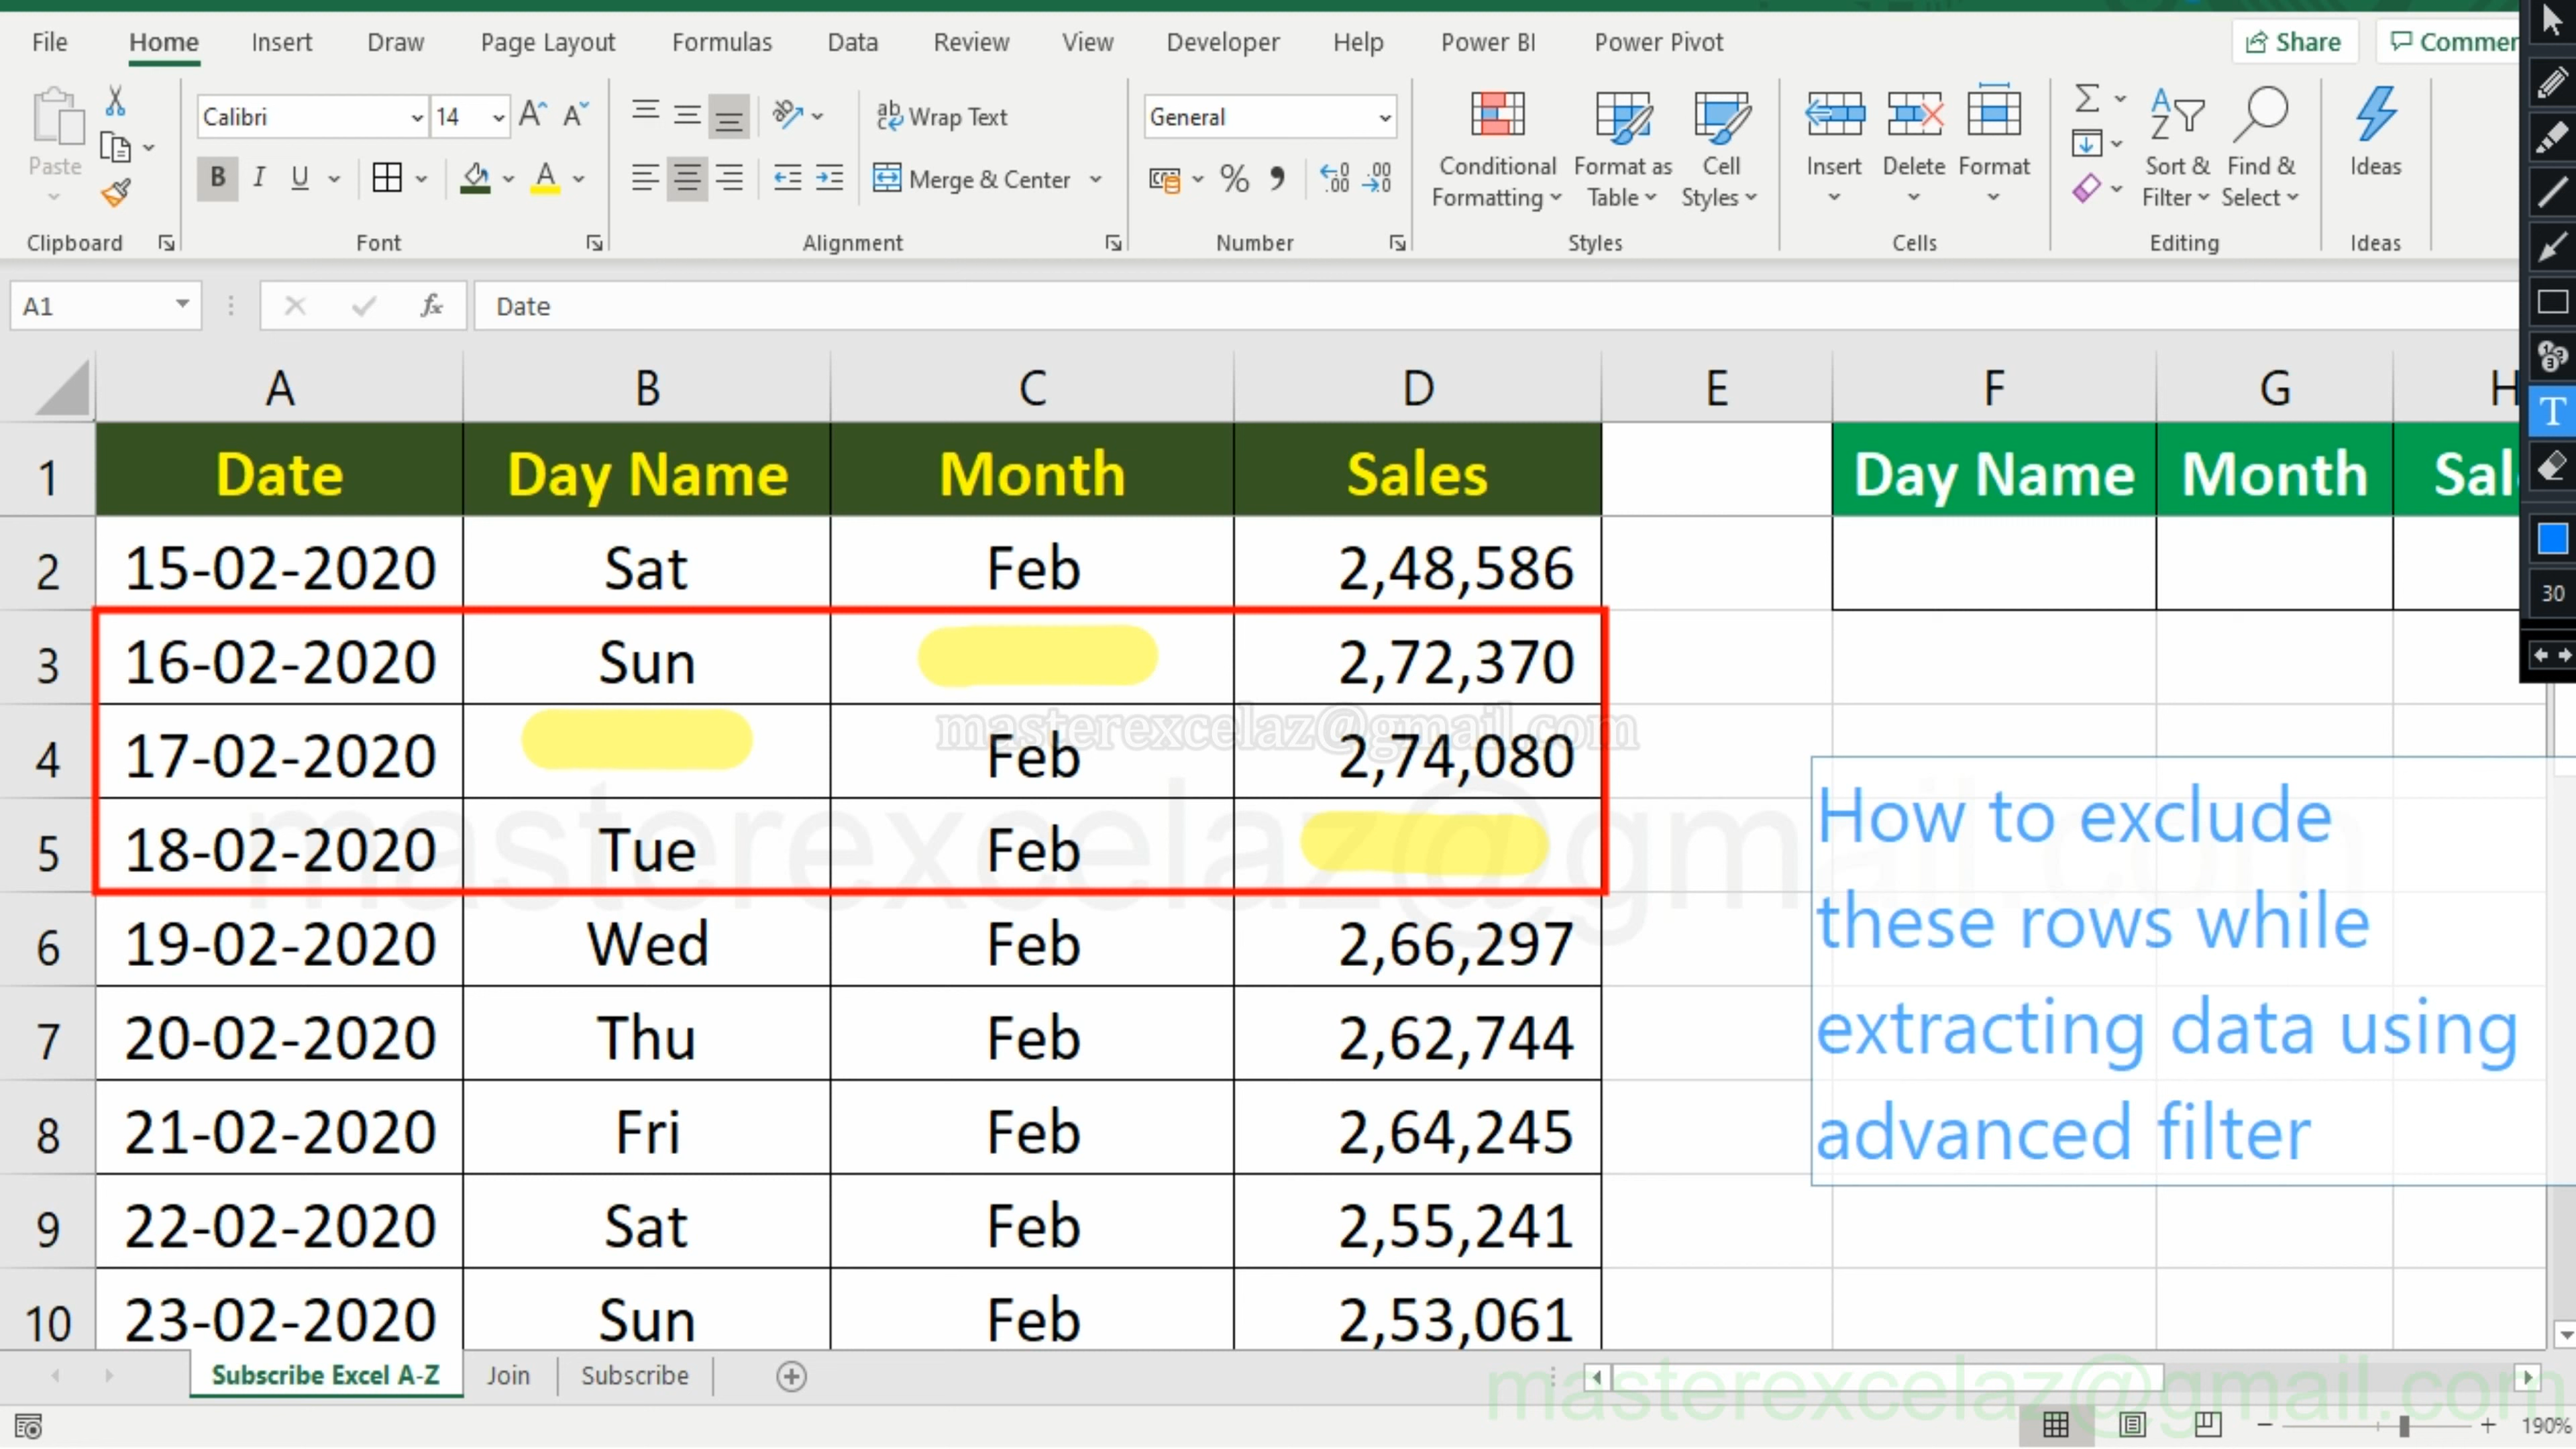 File Home Insert Draw Page Layout Formulas Data Review View Developer Help Power BI Power Pivot Share
Calibri 14 Wrap Text General
Paste Merge & Center Conditional Formatting Format as Table Cell Styles Insert Delete Format Sort & Filter Find & Select Ideas
Clipboard Font Alignment Number Styles Cells Editing Ideas
A1 fx Date
A B C D E F G H
1 Date Day Name Month Sales Day Name Month
2 15-02-2020 Sat Feb 2,48,586
30
3 16-02-2020 Sun 2,72,370
masterexcelaz@gmail.com
4 17-02-2020 Feb 2,74,080
masterexcelaz@gmail.com
5 18-02-2020 Tue Feb
6 19-02-2020 Wed Feb 2,66,297
7 20-02-2020 Thu Feb 2,62,744
8 21-02-2020 Fri Feb 2,64,245
9 22-02-2020 Sat Feb 2,55,241
10 23-02-2020 Sun Feb 2,53,061
How to exclude
these rows while
extracting data using
advanced filter
Subscribe Excel A-Z Join Subscribe
masterexcelaz@gmail.com
190%